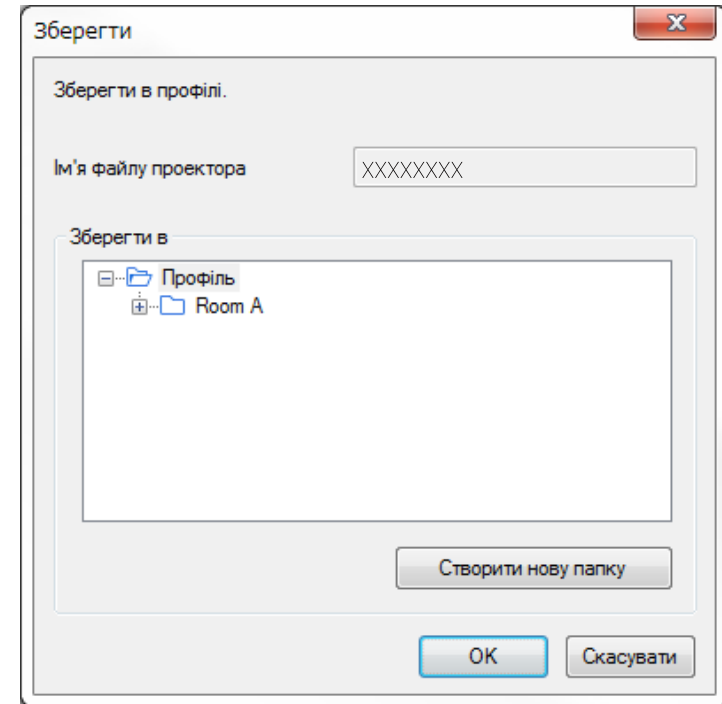 Зберегти
Зберегти в профілі.
Ім'я файлу проектора XXXXXXXX
Зберегти в
Профіль
Room A
Створити нову папку
OK Скасувати